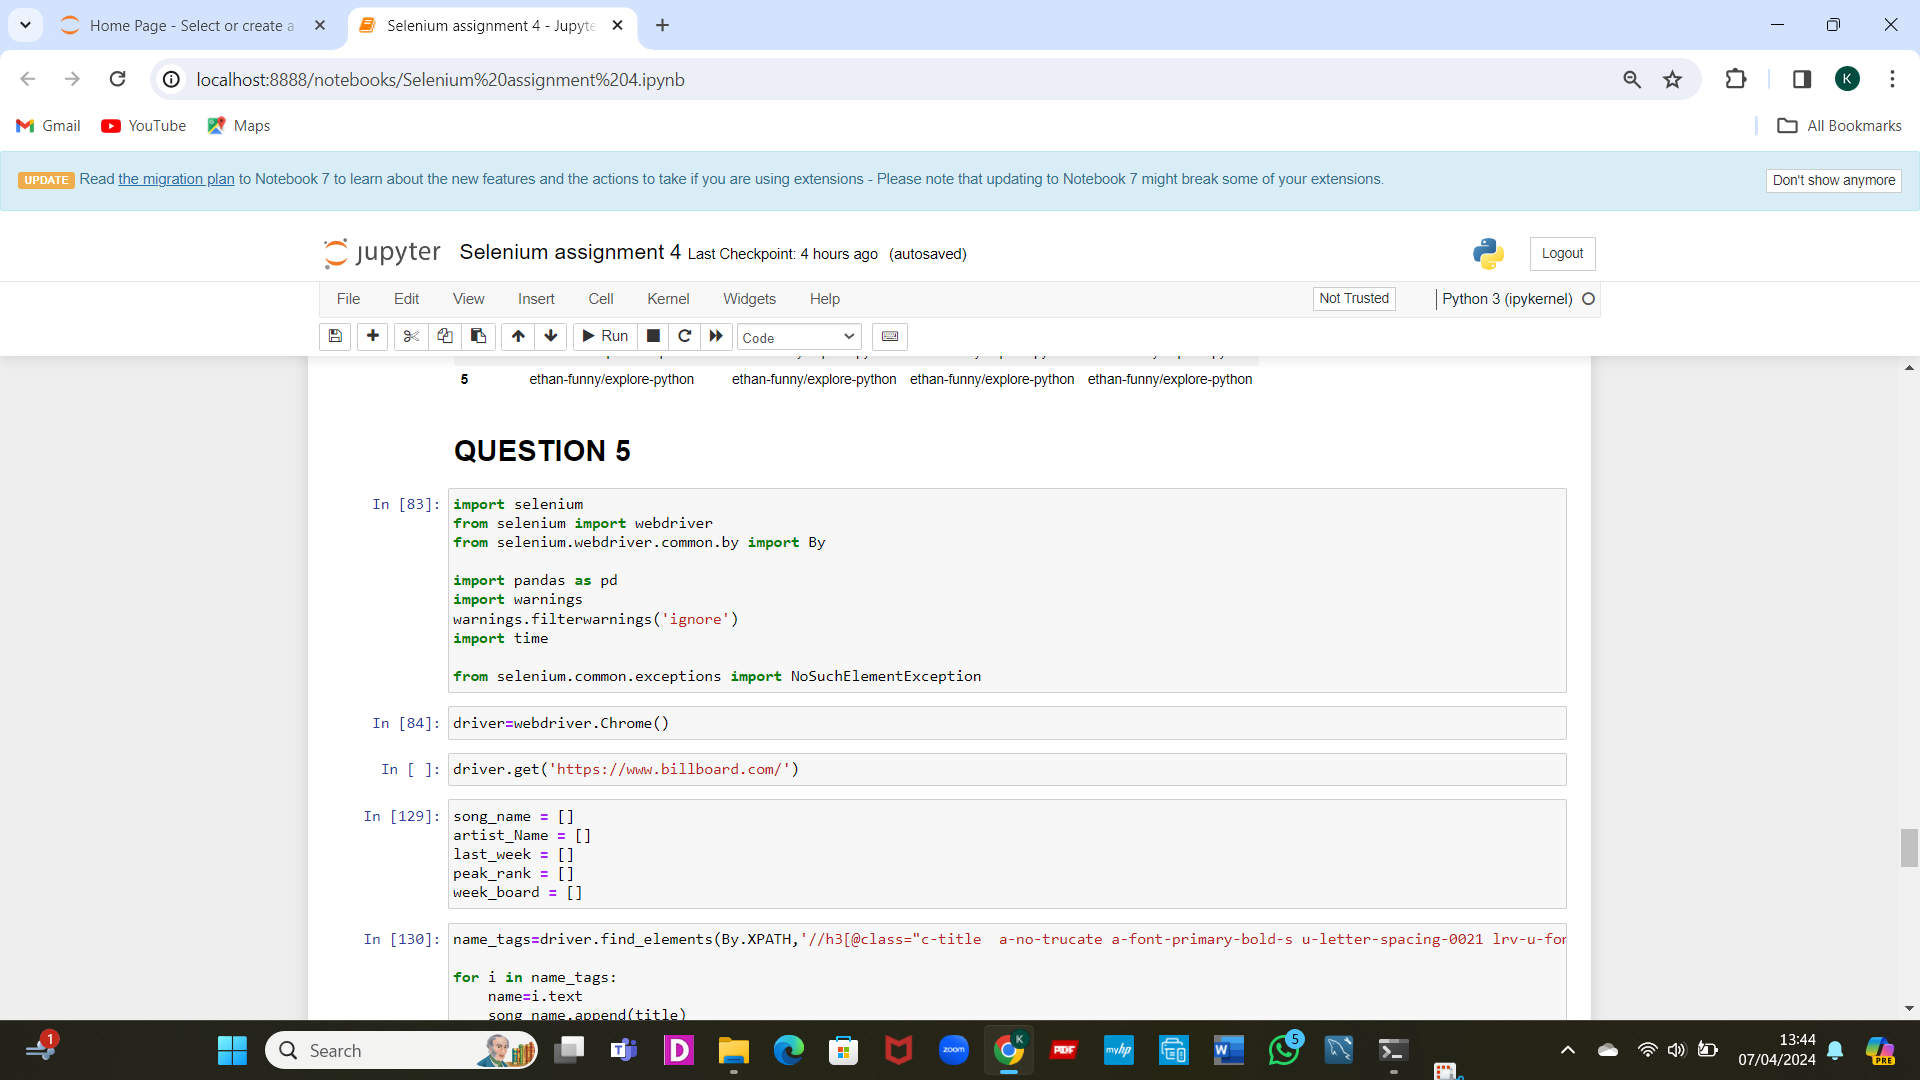 Home Page - Select or create a
Selenium assignment 4 - Jupyte
localhost:8888/notebooks/Selenium%20assignment%204.ipynb
K
Gmail
YouTube
Maps
All Bookmarks
UPDATE Read the migration plan to Notebook 7 to learn about the new features and the actions to take if you are using extensions - Please note that updating to Notebook 7 might break some of your extensions.
Don't show anymore
jupyter Selenium assignment 4 Last Checkpoint: 4 hours ago (autosaved)
Logout
File Edit View Insert Cell Kernel Widgets Help
Not Trusted
Python 3 (ipykernel)
Run
Code
5 ethan-funny/explore-python ethan-funny/explore-python ethan-funny/explore-python ethan-funny/explore-python
QUESTION 5
In [83]: import selenium
from selenium import webdriver
from selenium.webdriver.common.by import By
import pandas as pd
import warnings
warnings.filterwarnings('ignore')
import time
from selenium.common.exceptions import NoSuchElementException
In [84]: driver=webdriver.Chrome()
In [ ]: driver.get('https://www.billboard.com/')
In [129]: song_name = []
artist_Name = []
last_week = []
peak_rank = []
week_board = []
In [130]: name_tags=driver.find_elements(By.XPATH,'//h3[@class="c-title  a-no-trucate a-font-primary-bold-s u-letter-spacing-0021 lrv-u-for
for i in name_tags:
    name=i.text
    song_name.append(title)
1
Search
D
zoom
K
PDF
myhp
W
5
13:44
07/04/2024
PRE